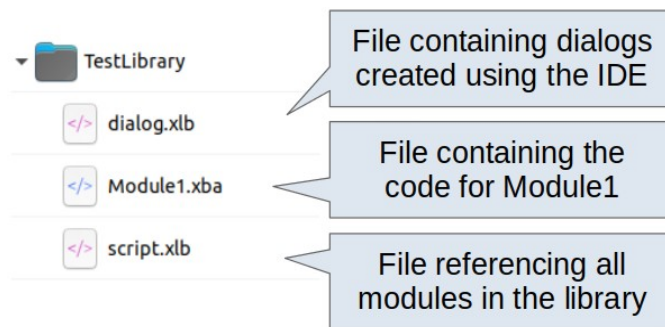 TestLibrary
File containing dialogs
created using the IDE
</> dialog.xlb
File containing the
code for Module1
</> Module1.xba
File referencing all
modules in the library
</> script.xlb